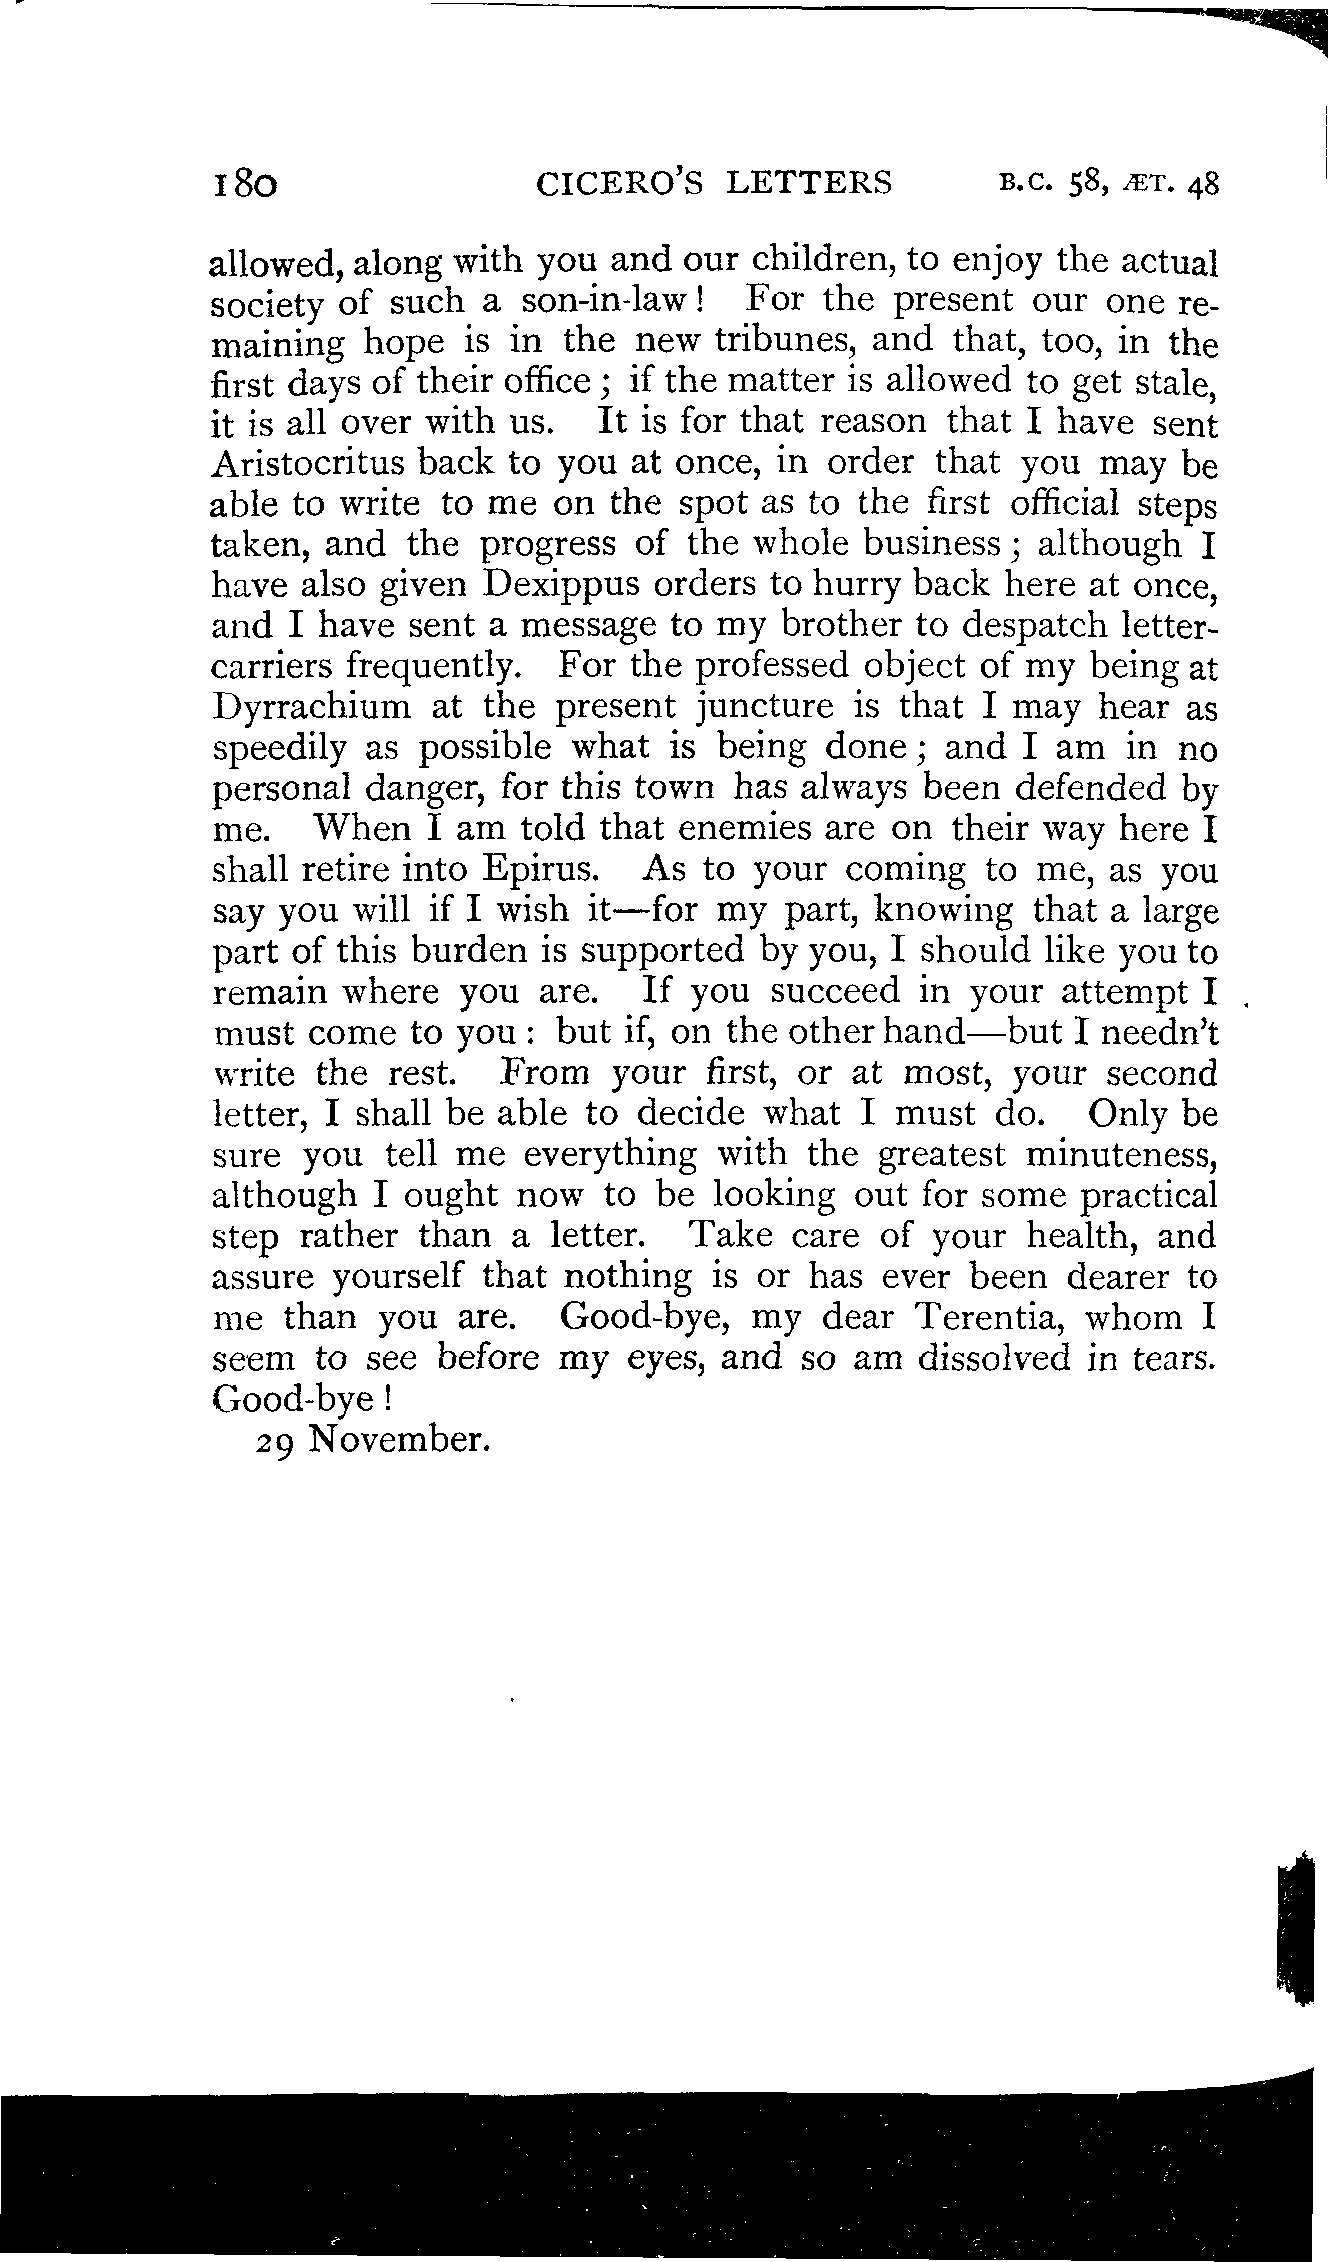 180 CICERO'S LETTERS B.C. 58, ÆT. 48
allowed, along with you and our children, to enjoy the actual
society of such a son-in-law! For the present our one re-
maining hope is in the new tribunes, and that, too, in the
first days of their office; if the matter is allowed to get stale,
it is all over with us. It is for that reason that I have sent
Aristocritus back to you at once, in order that you may be
able to write to me on the spot as to the first official steps
taken, and the progress of the whole business; although I
have also given Dexippus orders to hurry back here at once,
and I have sent a message to my brother to despatch letter-
carriers frequently. For the professed object of my being at
Dyrrachium at the present juncture is that I may hear as
speedily as possible what is being done; and I am in no
personal danger, for this town has always been defended by
me. When I am told that enemies are on their way here I
shall retire into Epirus. As to your coming to me, as you
say you will if I wish it—for my part, knowing that a large
part of this burden is supported by you, I should like you to
remain where you are. If you succeed in your attempt I
must come to you: but if, on the other hand—but I needn't
write the rest. From your first, or at most, your second
letter, I shall be able to decide what I must do. Only be
sure you tell me everything with the greatest minuteness,
although I ought now to be looking out for some practical
step rather than a letter. Take care of your health, and
assure yourself that nothing is or has ever been dearer to
me than you are. Good-bye, my dear Terentia, whom I
seem to see before my eyes, and so am dissolved in tears.
Good-bye!
29 November.